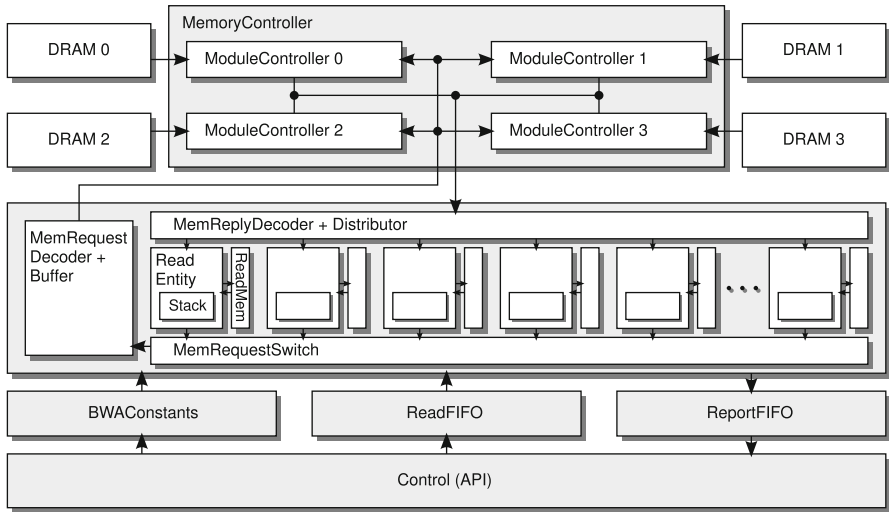 MemoryController
DRAM 0
ModuleController 0
ModuleController 1
DRAM 1
DRAM 2
ModuleController 2
ModuleController 3
DRAM 3
MemReplyDecoder + Distributor
MemRequest
Decoder +
Buffer
Read
Entity
Stack
ReadMem
MemRequestSwitch
BWAConstants
ReadFIFO
ReportFIFO
Control (API)